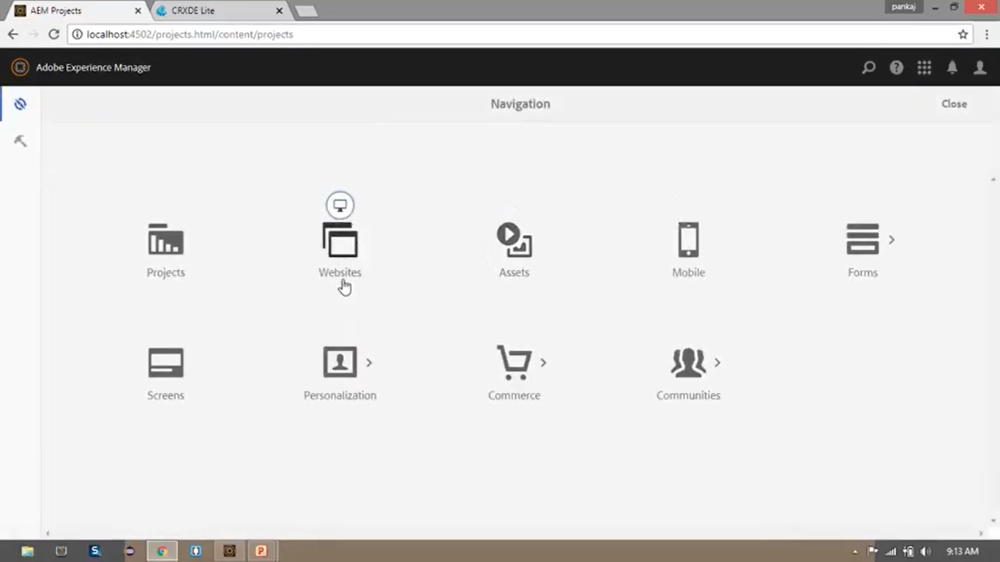 AEM Projects
CRXDE Lite
pankaj
localhost:4502/projects.html/content/projects
Adobe Experience Manager
Navigation
Close
Projects
Websites
Assets
Mobile
Forms
Screens
Personalization
Commerce
Communities
9:13 AM